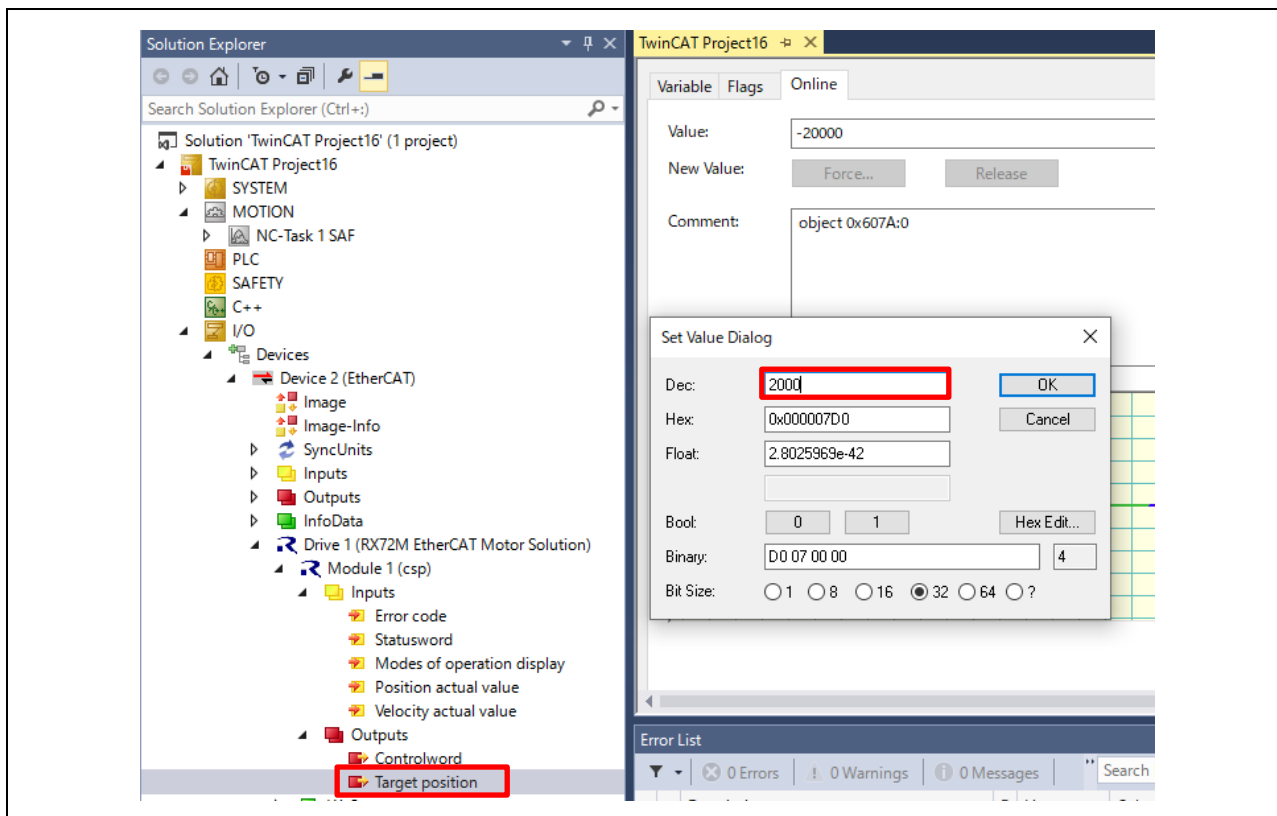 Solution Explorer
Search Solution Explorer (Ctrl+:)
Solution 'TwinCAT Project16' (1 project)
TwinCAT Project16
SYSTEM
MOTION
NC-Task 1 SAF
PLC
SAFETY
C++
I/O
Devices
Device 2 (EtherCAT)
Image
Image-Info
SyncUnits
Inputs
Outputs
InfoData
Drive 1 (RX72M EtherCAT Motor Solution)
Module 1 (csp)
Inputs
Error code
Statusword
Modes of operation display
Position actual value
Velocity actual value
Outputs
Controlword
Target position
TwinCAT Project16
Variable Flags Online
Value: -20000
New Value: Force... Release
Comment: object 0x607A:0
Set Value Dialog
Dec: 2000 OK
Hex: 0x000007D0 Cancel
Float: 2.8025969e-42
Bool: 0 1 Hex Edit...
Binary: D0 07 00 00 4
Bit Size: 1 8 16 32 64 ?
Error List
0 Errors 0 Warnings 0 Messages Search